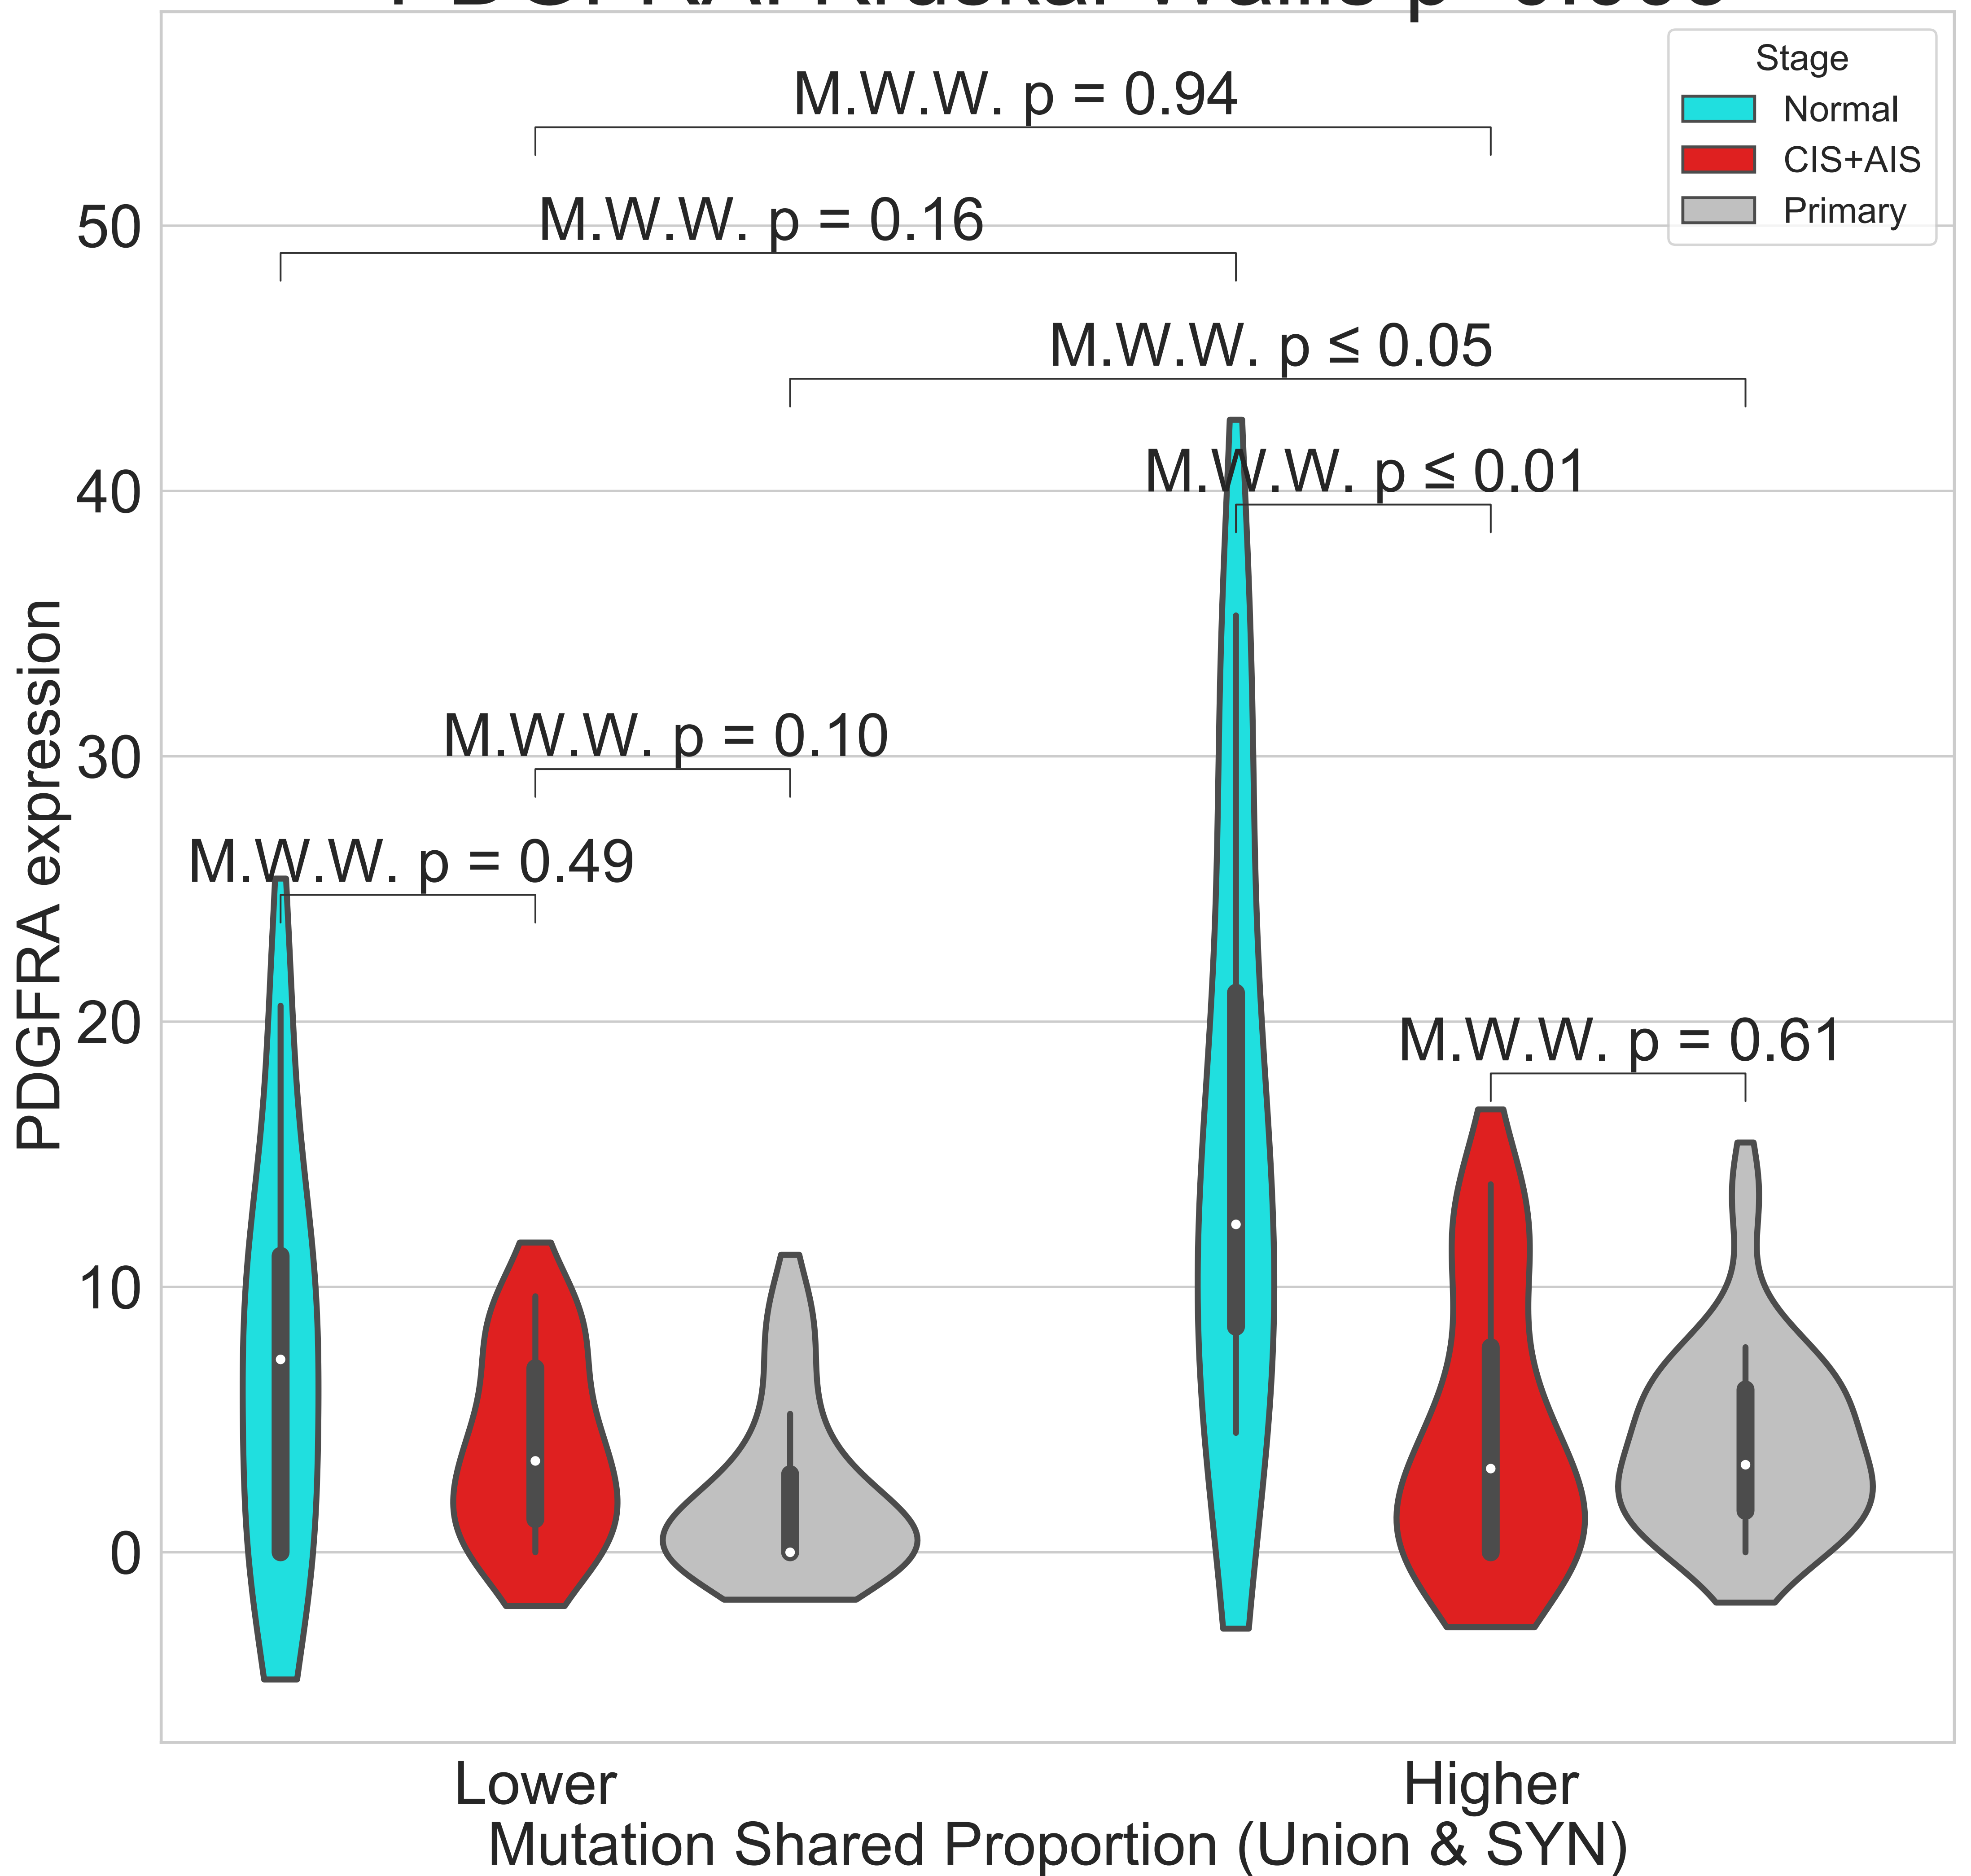 Stage
Normal
CIS+AIS
Primary
M.W.W. p = 0.94
M.W.W. p = 0.16
M.W.W. p ≤ 0.05
M.W.W. p ≤ 0.01
M.W.W. p = 0.10
M.W.W. p = 0.49
M.W.W. p = 0.61
PDGFRA expression
50
40
30
20
10
0
Lower
Higher
Mutation Shared Proportion (Union & SYN)